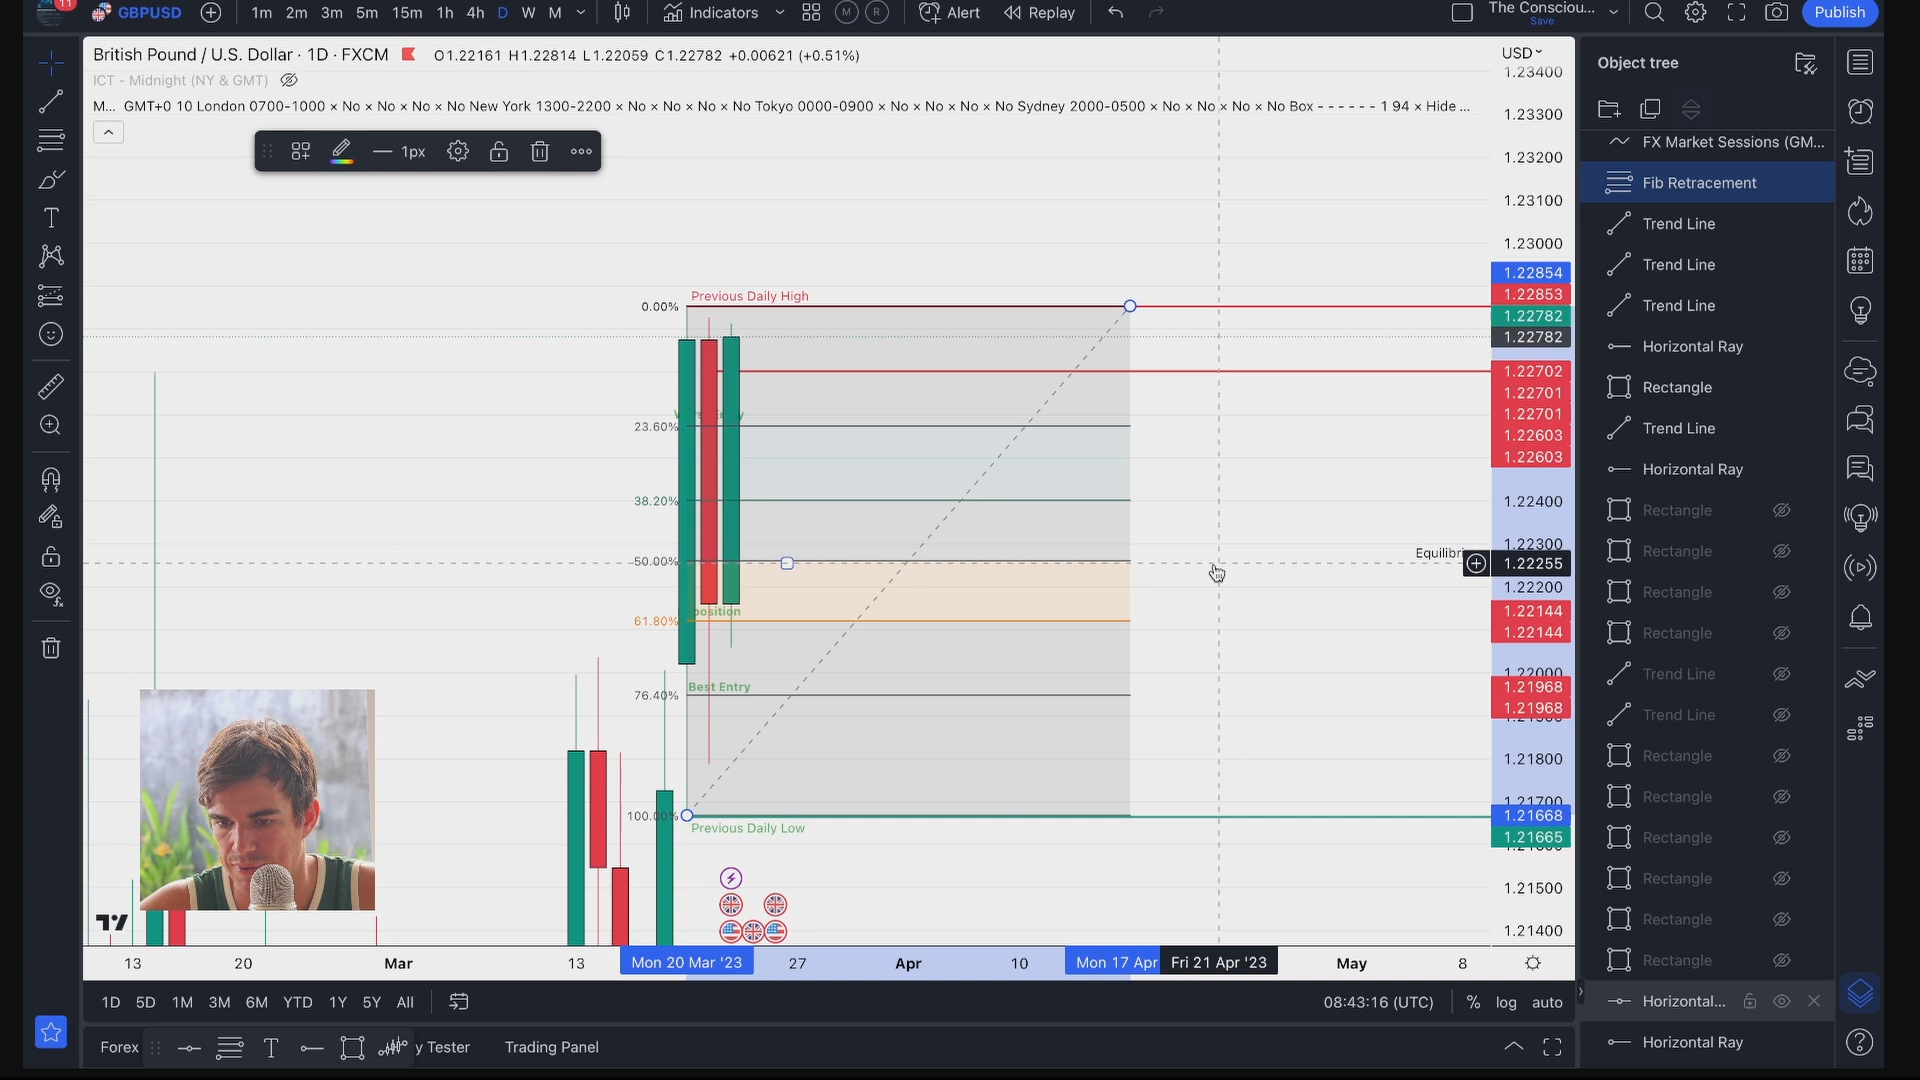 11
GBPUSD
1m 2m 3m 5m 15m 1h 4h D W M
Indicators
M R
Alert
Replay
The Consciou...
Save
Publish
British Pound / U.S. Dollar · 1D · FXCM O1.22161 H1.22814 L1.22059 C1.22782 +0.00621 (+0.51%)
ICT - Midnight (NY & GMT)
M... GMT+0 10 London 0700-1000 × No × No × No × No New York 1300-2200 × No × No × No × No Tokyo 0000-0900 × No × No × No × No Sydney 2000-0500 × No × No × No × No Box - - - - - - 1 94 × Hide ...
1px
USD
1.23400
1.23300
1.23200
1.23100
1.23000
1.22854
1.22853
1.22782
1.22782
1.22702
1.22701
1.22701
1.22603
1.22603
1.22400
1.22300
1.22255
1.22200
1.22144
1.22144
1.22000
1.21968
1.21968
1.21800
1.21700
1.21668
1.21665
1.21500
1.21400
Previous Daily High
0.00%
23.60%
38.20%
50.00%
Equilibri
61.80%
position
76.40%
Best Entry
100.00%
Previous Daily Low
13 20 Mar 13 Mon 20 Mar '23 27 Apr 10 Mon 17 Apr Fri 21 Apr '23 May 8
1D 5D 1M 3M 6M YTD 1Y 5Y All
08:43:16 (UTC) % log auto
Forex
y Tester
Trading Panel
Object tree
FX Market Sessions (GM...
Fib Retracement
Trend Line
Trend Line
Trend Line
Horizontal Ray
Rectangle
Trend Line
Horizontal Ray
Rectangle
Rectangle
Rectangle
Rectangle
Trend Line
Trend Line
Rectangle
Rectangle
Rectangle
Rectangle
Rectangle
Rectangle
Horizontal...
Horizontal Ray